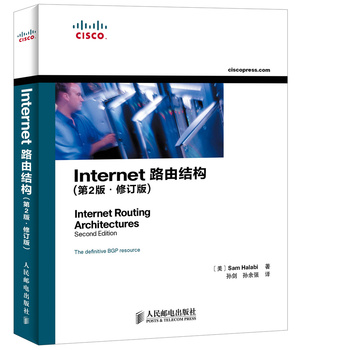 CISCO
ciscopress.com
Internet 路由结构
(第2版·修订版)
Internet Routing
Architectures
Second Edition
The definitive BGP resource
[美] Sam Halabi 著
孙剑 孙余强 译
人民邮电出版社
POSTS & TELECOM PRESS
CISCO
Internet 路由结构(第2版·修订版)
人民邮电出版社